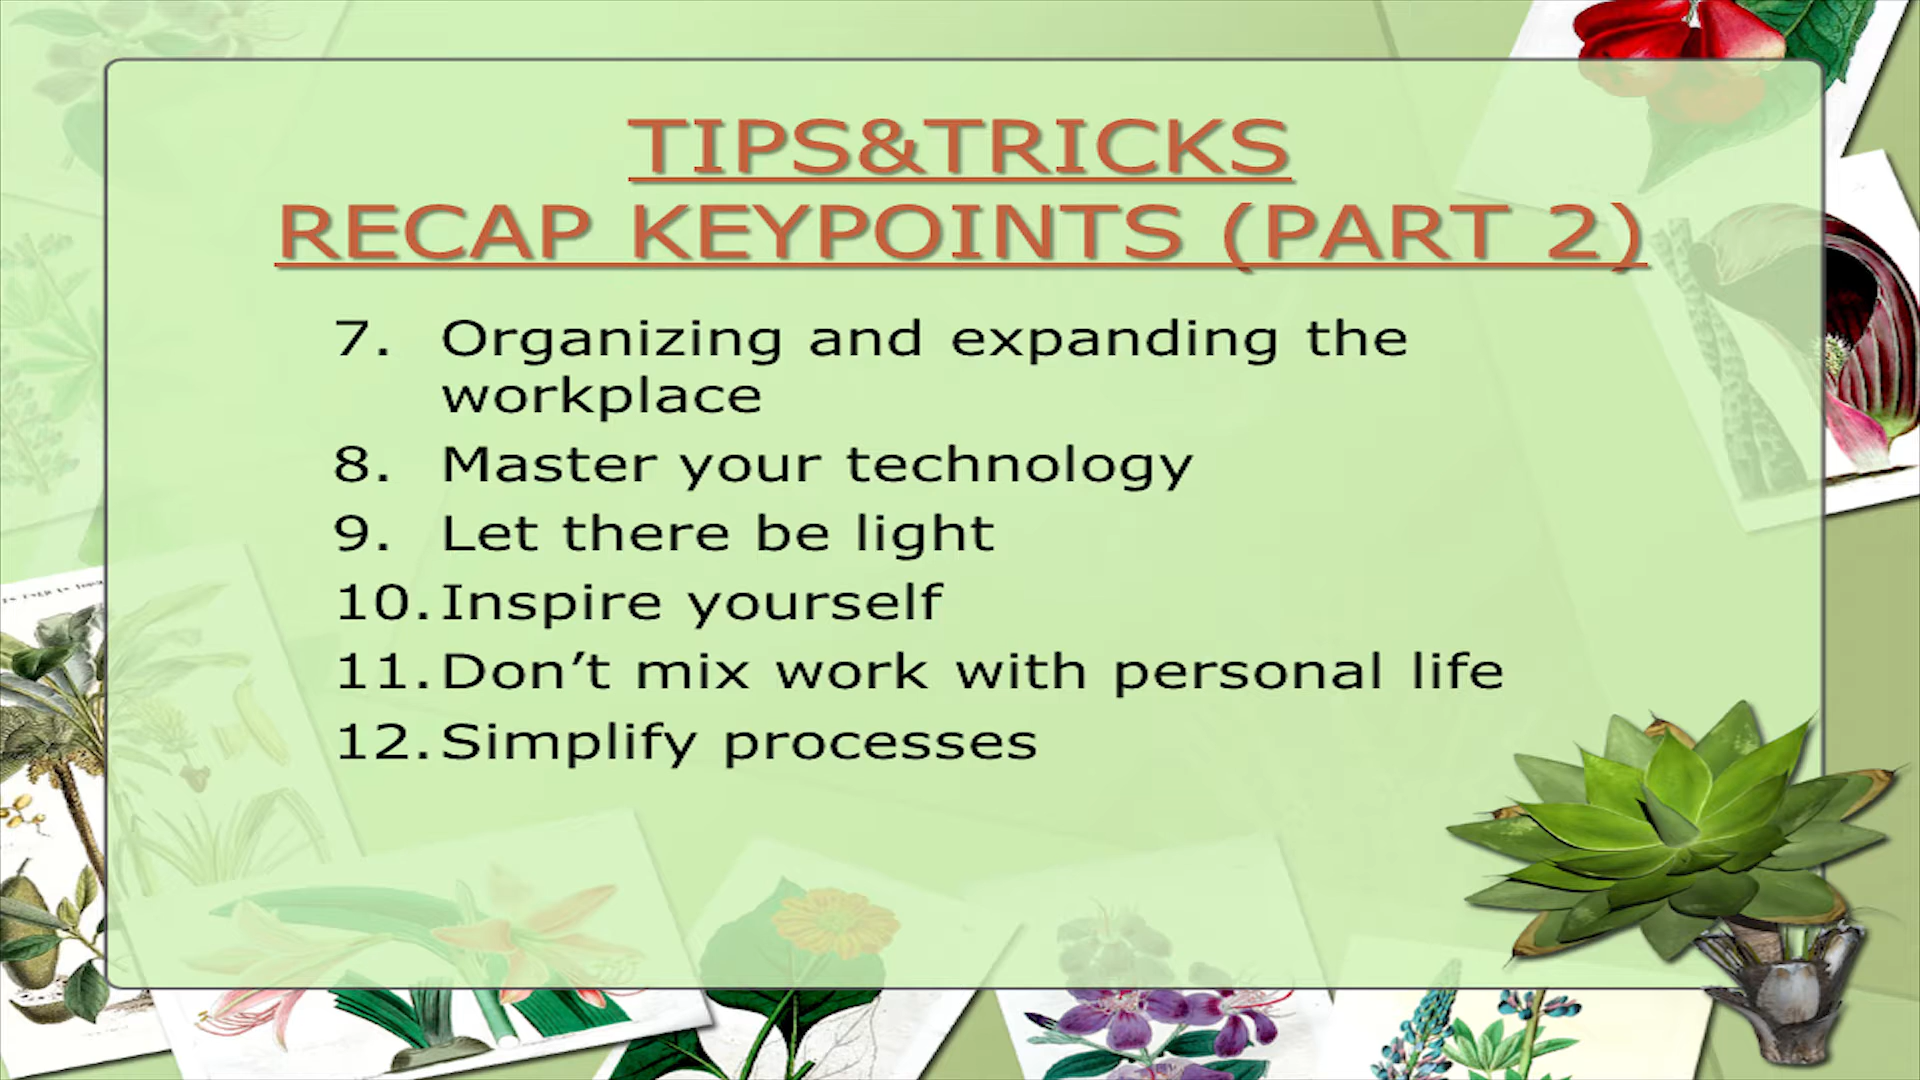 TIPS&TRICKS
RECAP KEYPOINTS (PART 2)
7. Organizing and expanding the
workplace
8. Master your technology
9. Let there be light
10. Inspire yourself
11. Don’t mix work with personal life
12. Simplify processes